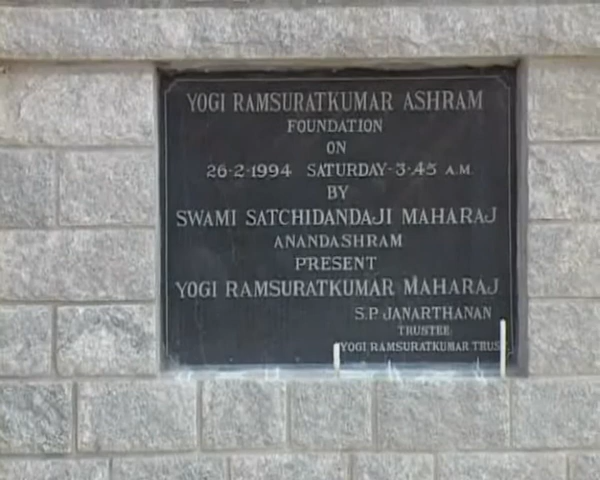 YOGI RAMSURATKUMAR ASHRAM
FOUNDATION
ON
26-2-1994 SATURDAY-3-45 A.M.
BY
SWAMI SATCHIDANDAJI MAHARAJ
ANANDASHRAM
PRESENT
YOGI RAMSURATKUMAR MAHARAJ
S.P. JANARTHANAN
TRUSTEE
YOGI RAMSURATKUMAR TRUST